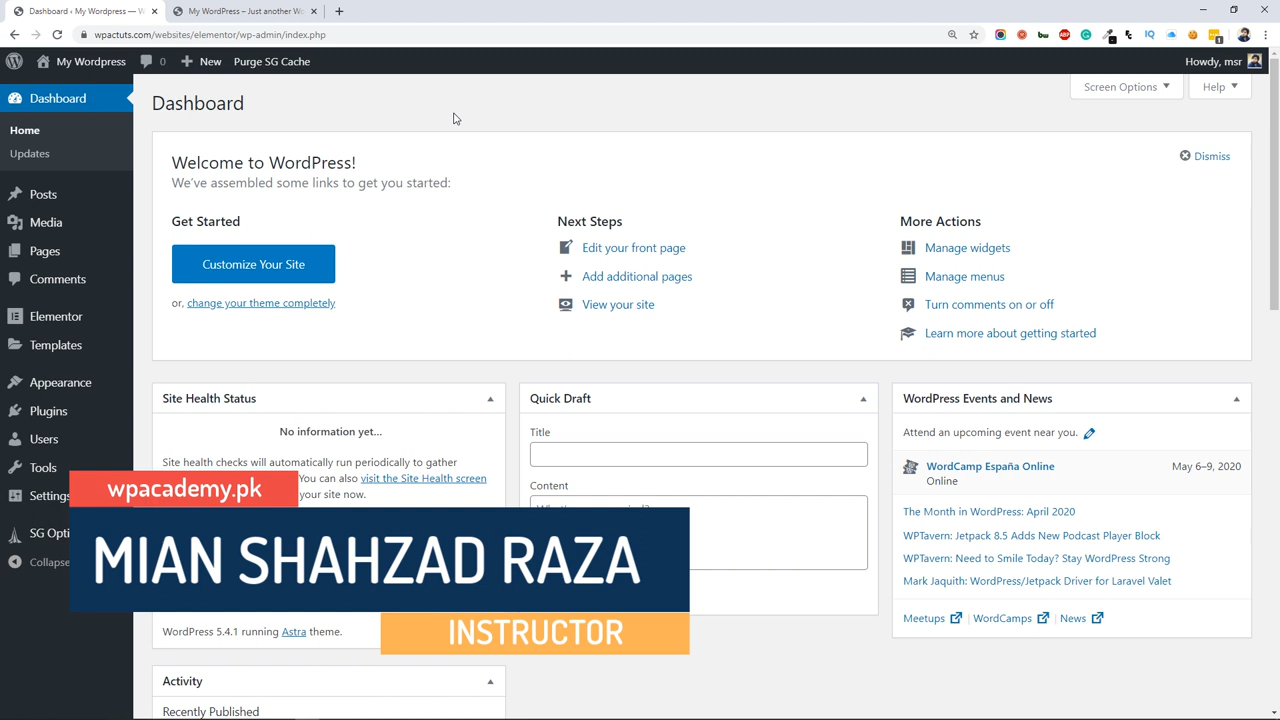 Dashboard ‹ My Wordpress — W
My WordPress – Just another Wo
wpactuts.com/websites/elementor/wp-admin/index.php
My Wordpress
0
New
Purge SG Cache
Howdy, msr
Dashboard
Home
Updates
Posts
Media
Pages
Comments
Elementor
Templates
Appearance
Plugins
Users
Tools
Settings
SG Opti
Collapse
Dashboard
Screen Options
Help
Welcome to WordPress!
We've assembled some links to get you started:
Dismiss
Get Started
Customize Your Site
or, change your theme completely
Next Steps
Edit your front page
Add additional pages
View your site
More Actions
Manage widgets
Manage menus
Turn comments on or off
Learn more about getting started
Site Health Status
No information yet...
Site health checks will automatically run periodically to gather
You can also visit the Site Health screen
your site now.
WordPress 5.4.1 running Astra theme.
Activity
Recently Published
Quick Draft
Title
Content
WordPress Events and News
Attend an upcoming event near you.
WordCamp España Online
May 6–9, 2020
Online
The Month in WordPress: April 2020
WPTavern: Jetpack 8.5 Adds New Podcast Player Block
WPTavern: Need to Smile Today? Stay WordPress Strong
Mark Jaquith: WordPress/Jetpack Driver for Laravel Valet
Meetups
WordCamps
News
wpacademy.pk
MIAN SHAHZAD RAZA
INSTRUCTOR